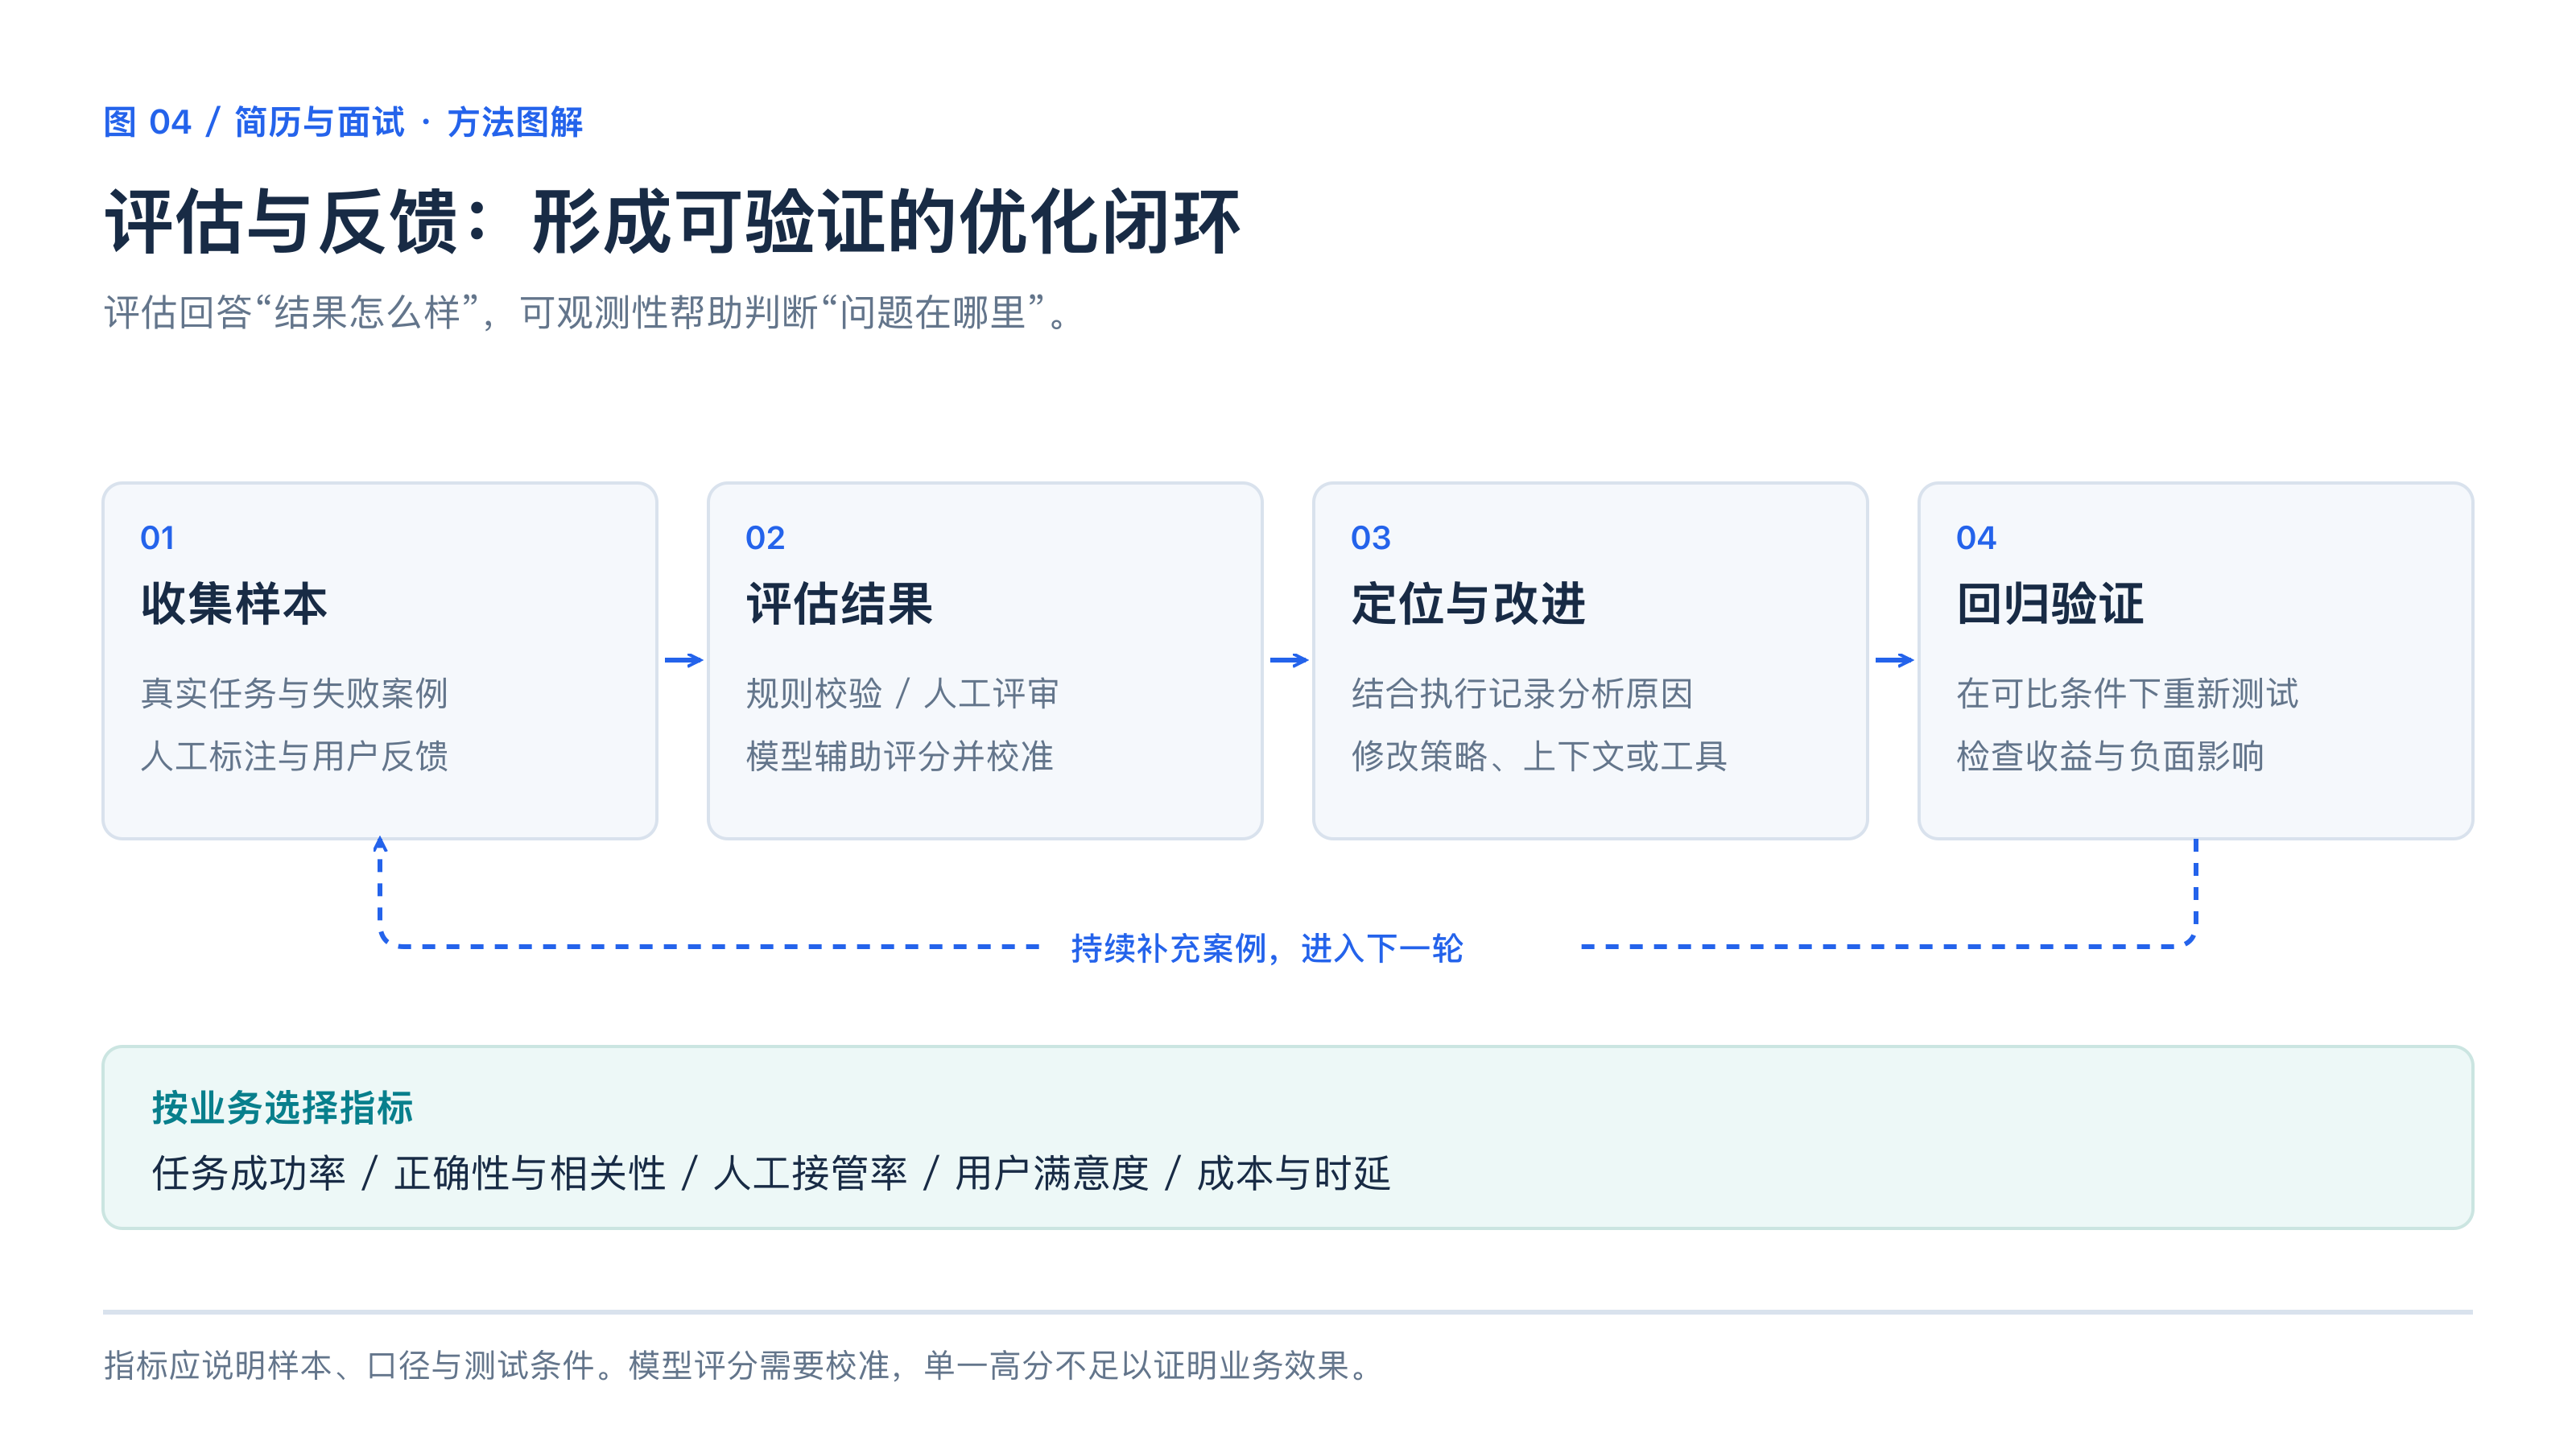 图 04 / 简历与面试 · 方法图解
评估与反馈：形成可验证的优化闭环
评估回答“结果怎么样”，可观测性帮助判断“问题在哪里”。
01
收集样本
真实任务与失败案例
人工标注与用户反馈
02
评估结果
规则校验 / 人工评审
模型辅助评分并校准
03
定位与改进
结合执行记录分析原因
修改策略、上下文或工具
04
回归验证
在可比条件下重新测试
检查收益与负面影响
持续补充案例，进入下一轮
按业务选择指标
任务成功率 / 正确性与相关性 / 人工接管率 / 用户满意度 / 成本与时延
指标应说明样本、口径与测试条件。模型评分需要校准，单一高分不足以证明业务效果。